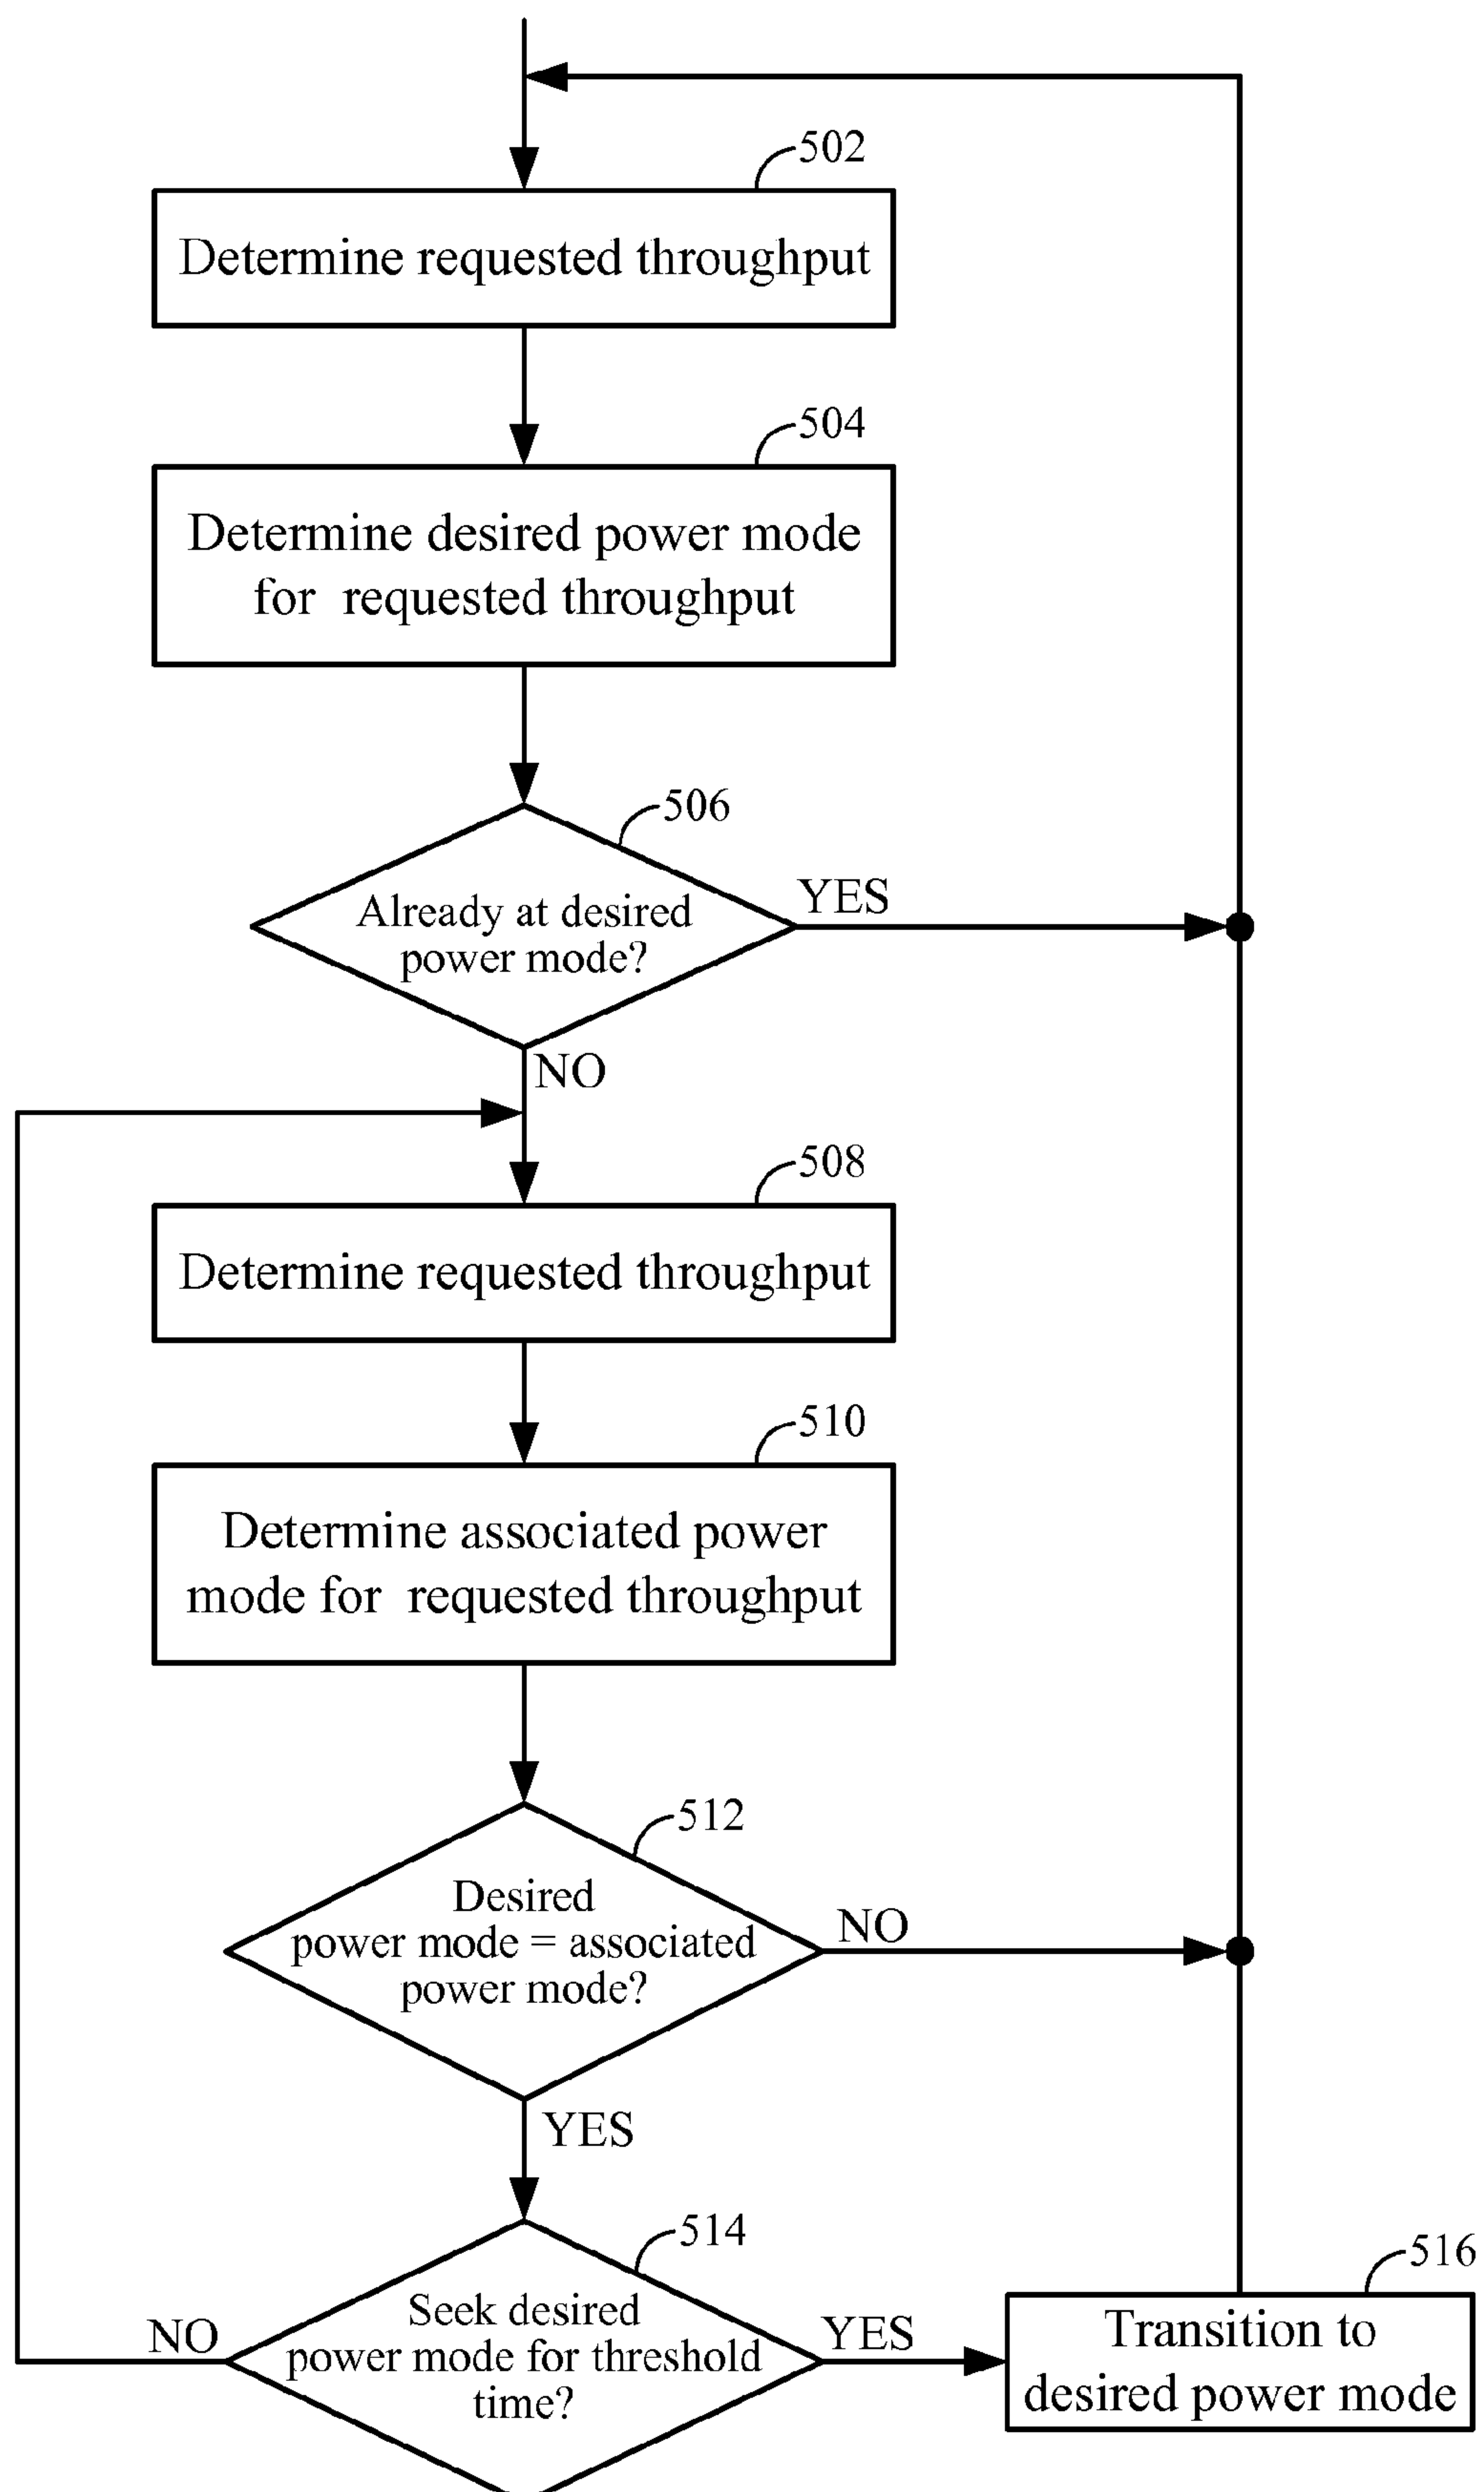 502
Determine requested throughput
504
Determine desired power mode
for requested throughput
506
Already at desired
power mode?
YES
NO
508
Determine requested throughput
510
Determine associated power
mode for requested throughput
512
Desired
power mode = associated
power mode?
NO
YES
514
Seek desired
power mode for threshold
time?
NO
YES
516
Transition to
desired power mode